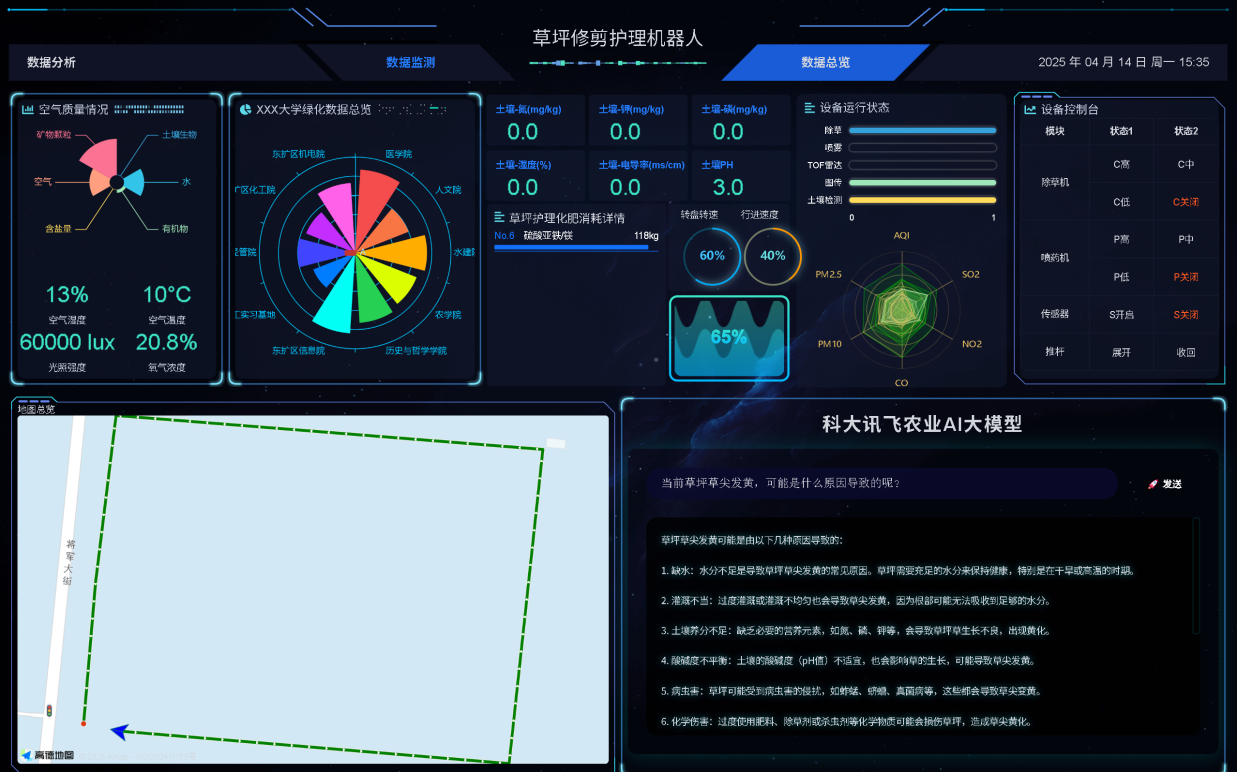 草坪修剪护理机器人
数据分析
数据监测
数据总览
2025 年 04 月 14 日 周一 15:35
空气质量情况
矿物颗粒
土壤生物
空气
水
含盐量
有机物
13%
10°C
空气湿度
空气温度
60000 lux
20.8%
光照强度
氧气浓度
XXX大学绿化数据总览
东扩区机电院
医学院
扩区化工院
人文院
经管院
水建院
工实习基地
农学院
东扩区信息院
历史与哲学学院
土壤-氮(mg/kg)
土壤-钾(mg/kg)
土壤-磷(mg/kg)
0.0
0.0
0.0
土壤-湿度(%)
土壤-电导率(ms/cm)
土壤PH
0.0
0.0
3.0
草坪护理化肥消耗详情
No.6 硫酸亚铁/镁 118kg
转盘转速
行进速度
60%
40%
65%
设备运行状态
除草
喷雾
TOF雷达
图传
土壤检测
0
1
AQI
PM2.5
SO2
PM10
NO2
CO
设备控制台
模块 状态1 状态2
除草机
C高 C中
C低 C关闭
喷药机
P高 P中
P低 P关闭
传感器 S开启 S关闭
推杆 展开 收回
地图总览
将军大街
高德地图
科大讯飞农业AI大模型
当前草坪草尖发黄，可能是什么原因导致的呢?
发送
草坪草尖发黄可能是由以下几种原因导致的：
1. 缺水：水分不足是导致草坪草尖发黄的常见原因。草坪需要充足的水分来保持健康，特别是在干旱或高温的时期。
2. 灌溉不当：过度灌溉或灌溉不均匀也会导致草尖发黄，因为根部可能无法吸收到足够的水分。
3. 土壤养分不足：缺乏必要的营养元素，如氮、磷、钾等，会导致草坪草生长不良，出现黄化。
4. 酸碱度不平衡：土壤的酸碱度（pH值）不适宜，也会影响草的生长，可能导致草尖发黄。
5. 病虫害：草坪可能受到病虫害的侵扰，如蚱蜢、蛴螬、真菌病等，这些都会导致草尖变黄。
6. 化学伤害：过度使用肥料、除草剂或杀虫剂等化学物质可能会损伤草坪，造成草尖黄化。